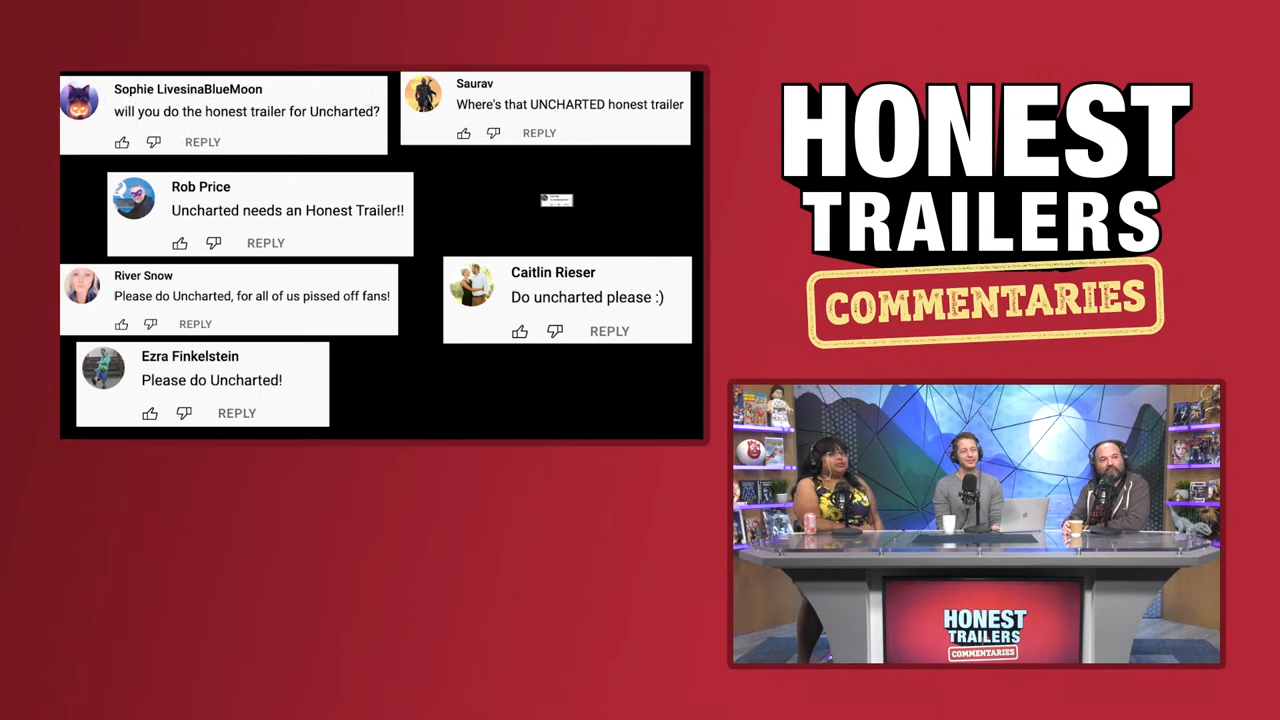 Sophie LivesinaBlueMoon
will you do the honest trailer for Uncharted?
REPLY
Saurav
Where's that UNCHARTED honest trailer
REPLY
Rob Price
Uncharted needs an Honest Trailer!!
REPLY
River Snow
Please do Uncharted, for all of us pissed off fans!
REPLY
Caitlin Rieser
Do uncharted please :)
REPLY
Ezra Finkelstein
Please do Uncharted!
REPLY
HONEST
TRAILERS
COMMENTARIES
HONEST
TRAILERS
COMMENTARIES